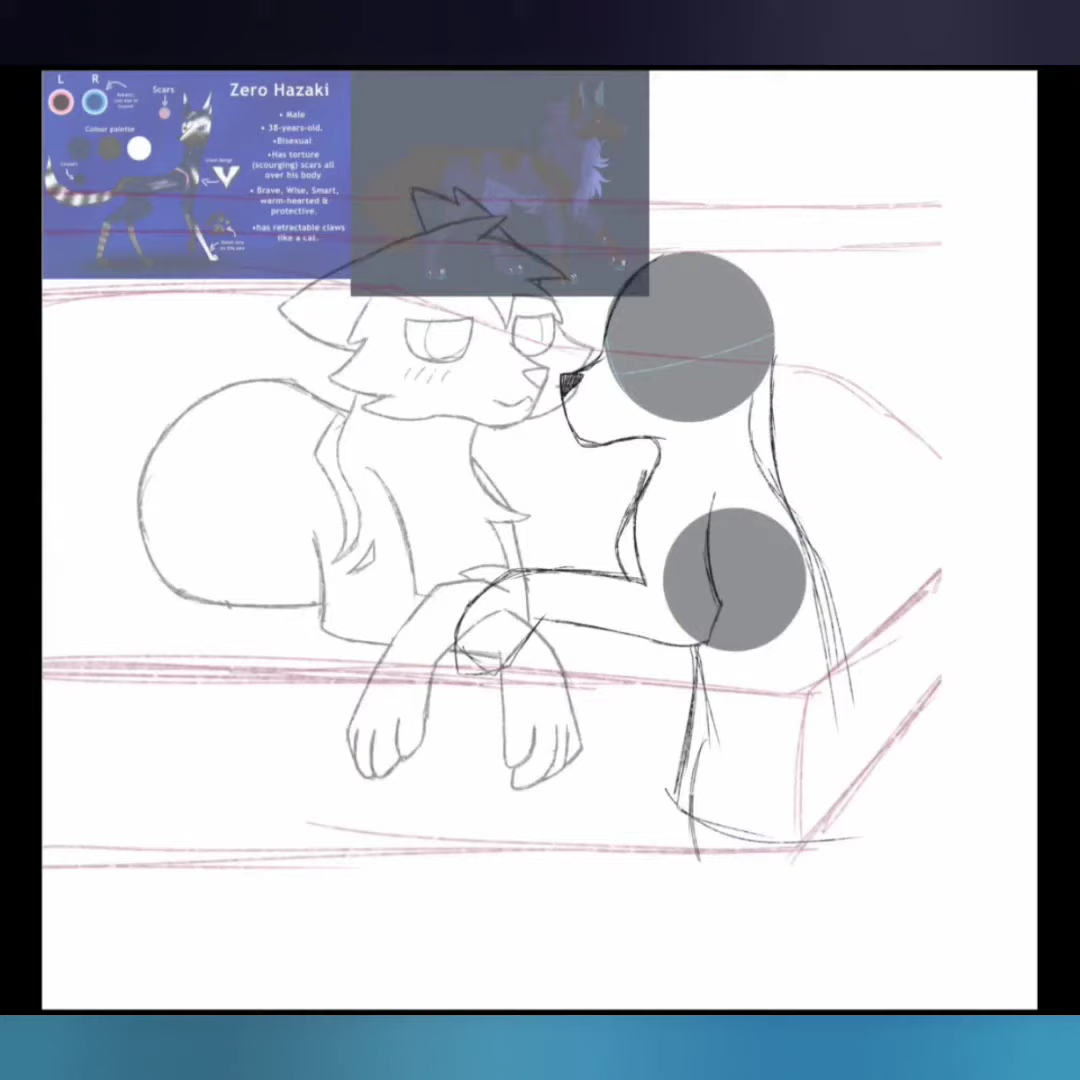 L R
Scars
Zero Hazaki
Colour palette
• Male
• 38-years-old.
•Bisexual
•Has torture
(scourging) scars all
over his body
• Brave, Wise, Smart,
warm-hearted &
protective.
•has retractable claws
like a cat.